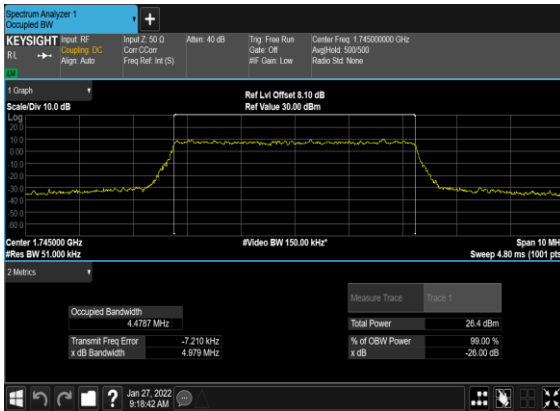 Spectrum Analyzer 1
Occupied BW
KEYSIGHT
RL
Input: RF
Coupling: DC
Align: Auto
Input Z: 50 Ω
Corr CCorr
Freq Ref: Int (S)
Atten: 40 dB
Trig: Free Run
Gate: Off
#IF Gain: Low
Center Freq: 1.745000000 GHz
Avg|Hold: 500/500
Radio Std: None
1 Graph
Scale/Div 10.0 dB
Ref Lvl Offset 8.10 dB
Ref Value 30.00 dBm
Log
20.0
10.0
0.00
-10.0
-20.0
-30.0
-40.0
-50.0
-60.0
Center 1.745000 GHz
#Res BW 51.000 kHz
#Video BW 150.00 kHz*
Span 10 MH
Sweep 4.80 ms (1001 pts
2 Metrics
Measure Trace
Trace 1
Occupied Bandwidth
4.4787 MHz
Total Power
26.4 dBm
Transmit Freq Error
-7.210 kHz
% of OBW Power
99.00 %
x dB Bandwidth
4.979 MHz
x dB
-26.00 dB
Jan 27, 2022
9:18:42 AM